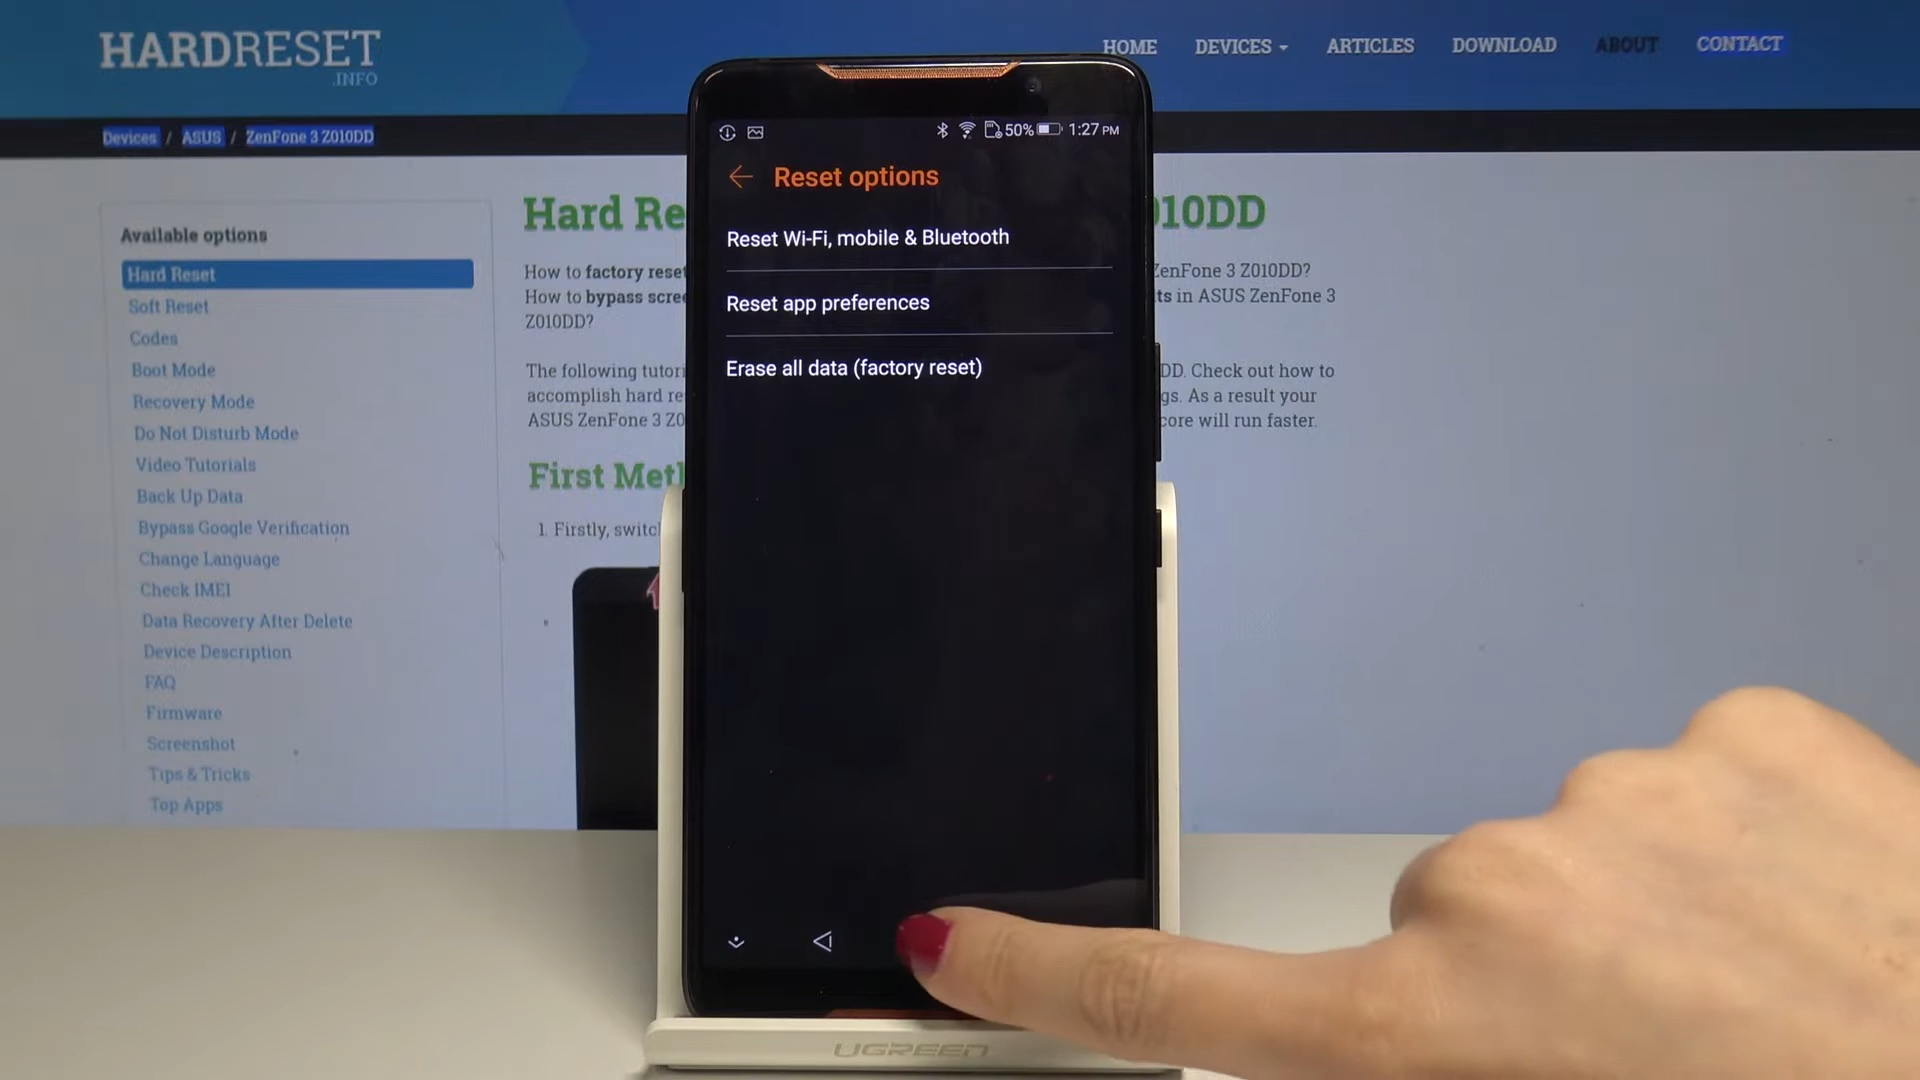 HARDRESET
.INFO
HOME DEVICES ARTICLES DOWNLOAD ABOUT CONTACT
Devices / ASUS / ZenFone 3 Z010DD
50% 1:27 PM
Reset options
Reset Wi-Fi, mobile & Bluetooth
Reset app preferences
Erase all data (factory reset)
Available options
Hard Reset
Soft Reset
Codes
Boot Mode
Recovery Mode
Do Not Disturb Mode
Video Tutorials
Back Up Data
Bypass Google Verification
Change Language
Check IMEI
Data Recovery After Delete
Device Description
FAQ
Firmware
Screenshot
Tips & Tricks
Top Apps
Hard Re 010DD
How to factory reset ZenFone 3 Z010DD?
How to bypass scree ts in ASUS ZenFone 3
Z010DD?
The following tutori DD. Check out how to
accomplish hard re gs. As a result your
ASUS ZenFone 3 Z0 core will run faster.
First Met
1. Firstly, switc
UGREEN